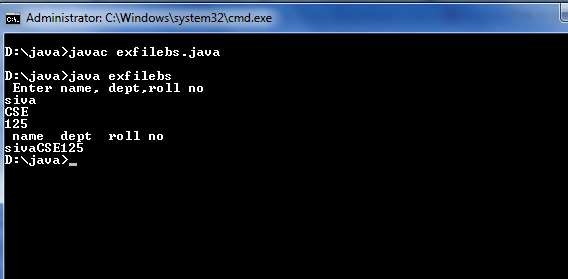 Administrator: C:\Windows\system32\cmd.exe
D:\java>javac exfilebs.java
D:\java>java exfilebs
 Enter name, dept,roll no
siva
CSE
125
 name  dept  roll no
sivaCSE125
D:\java>_